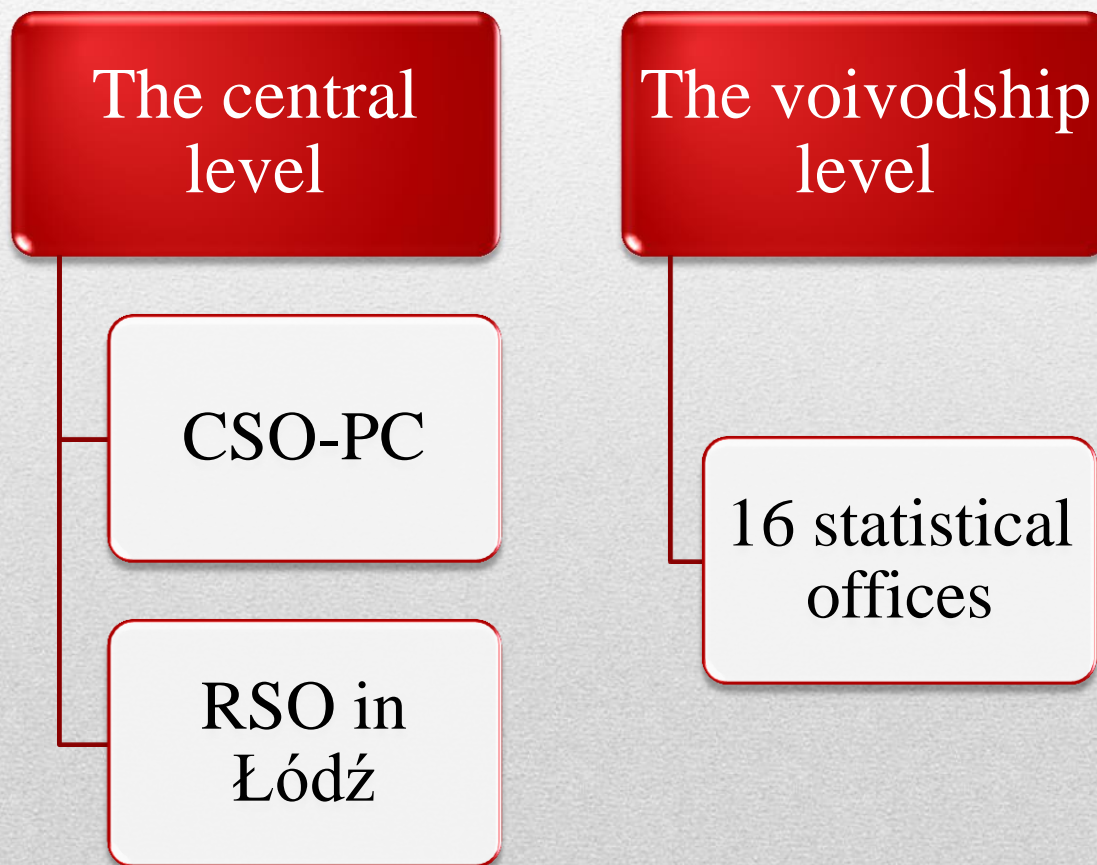 The central
level
CSO-PC
RSO in
Łódź
The voivodship
level
16 statistical
offices